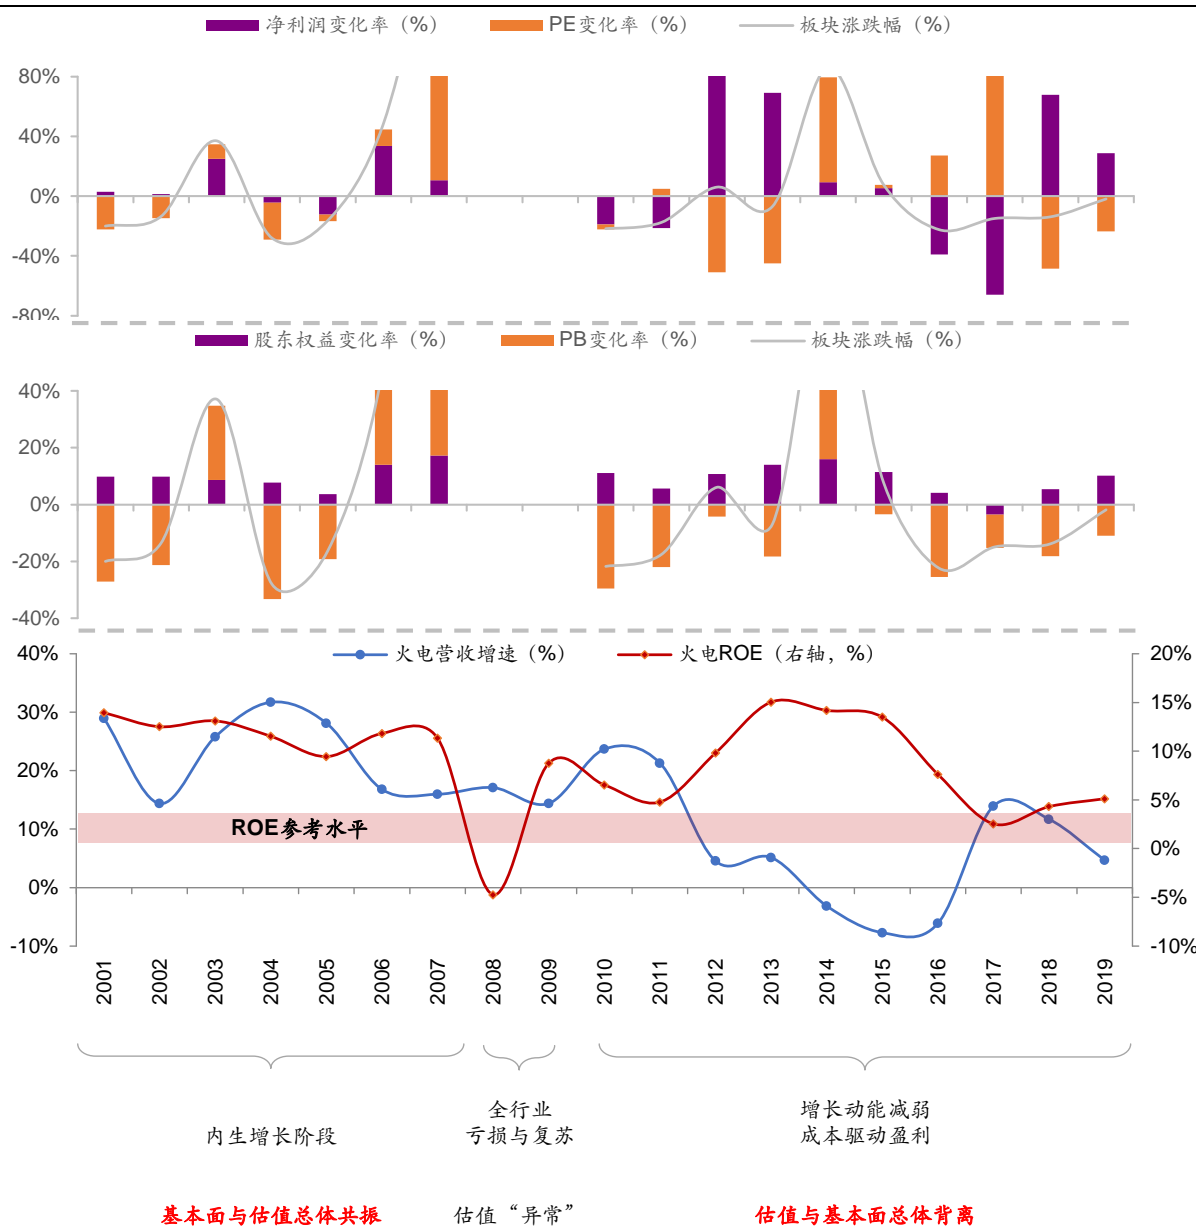 净利润变化率（%） PE变化率（%） 板块涨跌幅（%）
80%
40%
0%
-40%
-80%
股东权益变化率（%） PB变化率（%） 板块涨跌幅（%）
40%
20%
0%
-20%
-40%
火电营收增速（%） 火电ROE（右轴，%）
40% 20%
30% 15%
20% 10%
5%
ROE参考水平
10% 0%
0% -5%
-10% -10%
2001 2002 2003 2004 2005 2006 2007 2008 2009 2010 2011 2012 2013 2014 2015 2016 2017 2018 2019
内生增长阶段
全行业
亏损与复苏
增长动能减弱
成本驱动盈利
基本面与估值总体共振 估值“异常” 估值与基本面总体背离